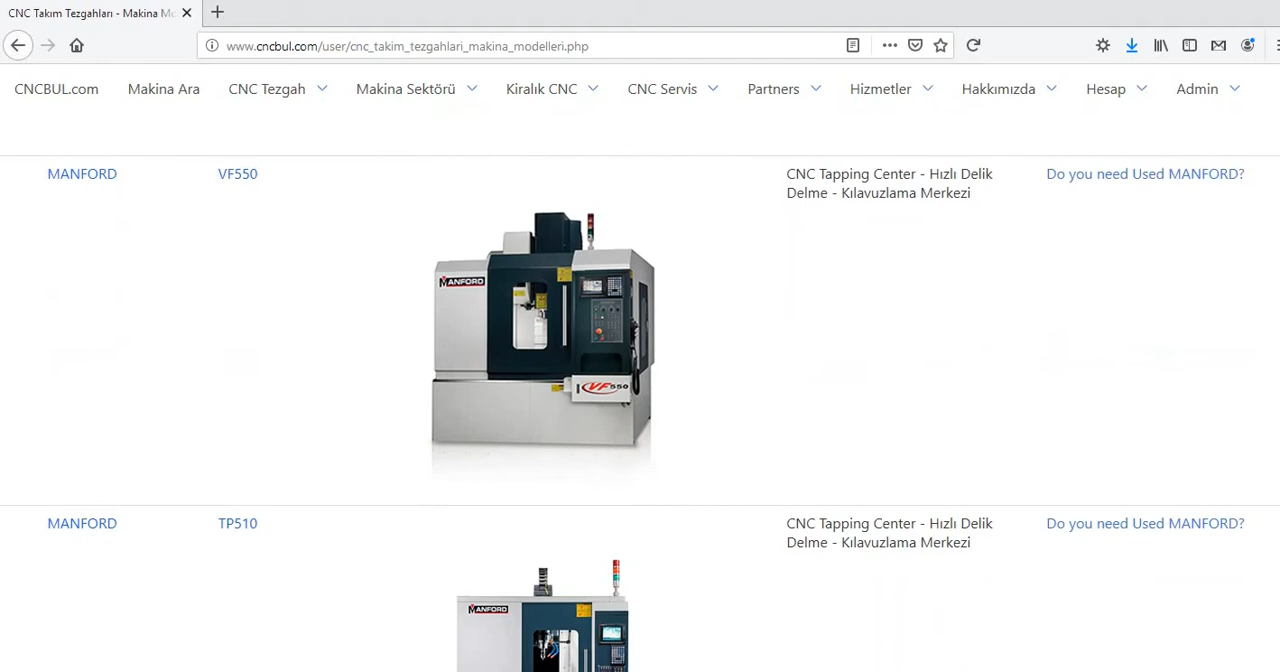 CNC Takım Tezgahları - Makina Mo
www.cncbul.com/user/cnc_takim_tezgahlari_makina_modelleri.php
CNCBUL.com Makina Ara CNC Tezgah Makina Sektörü Kiralık CNC CNC Servis Partners Hizmetler Hakkımızda Hesap Admin
MANFORD VF550 CNC Tapping Center - Hızlı Delik Do you need Used MANFORD?
Delme - Kılavuzlama Merkezi
MANFORD
VF550
MANFORD TP510 CNC Tapping Center - Hızlı Delik Do you need Used MANFORD?
Delme - Kılavuzlama Merkezi
MANFORD